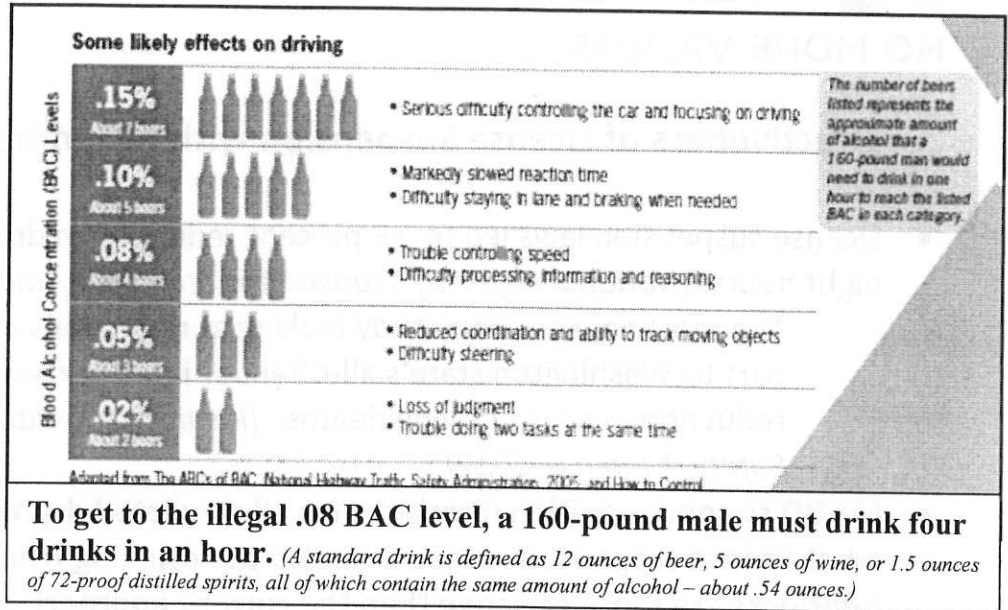 Some likely effects on driving
Blood Alcohol Concentration (BAC) Levels
.15%
About 7 beers
• Serious difficulty controlling the car and focusing on driving
.10%
About 5 beers
• Markedly slowed reaction time
• Difficulty staying in lane and braking when needed
.08%
About 4 beers
• Trouble controlling speed
• Difficulty processing information and reasoning
.05%
About 3 beers
• Reduced coordination and ability to track moving objects
• Difficulty steering
.02%
About 2 beers
• Loss of judgment
• Trouble doing two tasks at the same time
The number of beers
listed represents the
approximate amount
of alcohol that a
160-pound man would
need to drink in one
hour to reach the listed
BAC in each category.
Adapted from The ABCs of BAC, National Highway Traffic Safety Administration, 2005, and How to Control
To get to the illegal .08 BAC level, a 160-pound male must drink four
drinks in an hour. (A standard drink is defined as 12 ounces of beer, 5 ounces of wine, or 1.5 ounces
of 72-proof distilled spirits, all of which contain the same amount of alcohol – about .54 ounces.)